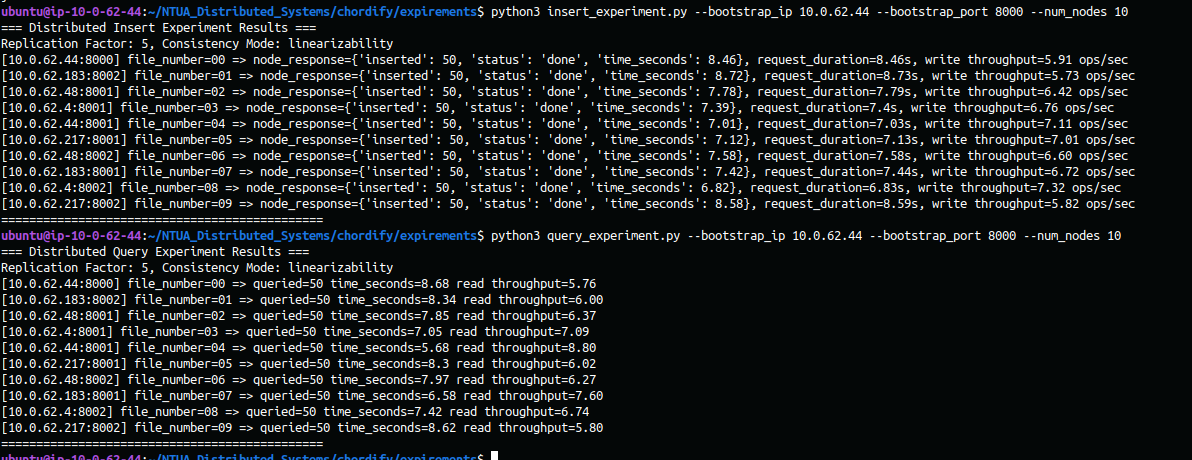 ubuntu@ip-10-0-62-44:~/NTUA_Distributed_Systems/chordify/expirements$ python3 insert_experiment.py --bootstrap_ip 10.0.62.44 --bootstrap_port 8000 --num_nodes 10
=== Distributed Insert Experiment Results ===
Replication Factor: 5, Consistency Mode: linearizability
[10.0.62.44:8000] file_number=00 => node_response={'inserted': 50, 'status': 'done', 'time_seconds': 8.46}, request_duration=8.46s, write throughput=5.91 ops/sec
[10.0.62.183:8002] file_number=01 => node_response={'inserted': 50, 'status': 'done', 'time_seconds': 8.72}, request_duration=8.73s, write throughput=5.73 ops/sec
[10.0.62.48:8001] file_number=02 => node_response={'inserted': 50, 'status': 'done', 'time_seconds': 7.78}, request_duration=7.79s, write throughput=6.42 ops/sec
[10.0.62.4:8001] file_number=03 => node_response={'inserted': 50, 'status': 'done', 'time_seconds': 7.39}, request_duration=7.4s, write throughput=6.76 ops/sec
[10.0.62.44:8001] file_number=04 => node_response={'inserted': 50, 'status': 'done', 'time_seconds': 7.01}, request_duration=7.03s, write throughput=7.11 ops/sec
[10.0.62.217:8001] file_number=05 => node_response={'inserted': 50, 'status': 'done', 'time_seconds': 7.12}, request_duration=7.13s, write throughput=7.01 ops/sec
[10.0.62.48:8002] file_number=06 => node_response={'inserted': 50, 'status': 'done', 'time_seconds': 7.58}, request_duration=7.58s, write throughput=6.60 ops/sec
[10.0.62.183:8001] file_number=07 => node_response={'inserted': 50, 'status': 'done', 'time_seconds': 7.42}, request_duration=7.44s, write throughput=6.72 ops/sec
[10.0.62.4:8002] file_number=08 => node_response={'inserted': 50, 'status': 'done', 'time_seconds': 6.82}, request_duration=6.83s, write throughput=7.32 ops/sec
[10.0.62.217:8002] file_number=09 => node_response={'inserted': 50, 'status': 'done', 'time_seconds': 8.58}, request_duration=8.59s, write throughput=5.82 ops/sec
==============================================
ubuntu@ip-10-0-62-44:~/NTUA_Distributed_Systems/chordify/expirements$ python3 query_experiment.py --bootstrap_ip 10.0.62.44 --bootstrap_port 8000 --num_nodes 10
=== Distributed Query Experiment Results ===
Replication Factor: 5, Consistency Mode: linearizability
[10.0.62.44:8000] file_number=00 => queried=50 time_seconds=8.68 read throughput=5.76
[10.0.62.183:8002] file_number=01 => queried=50 time_seconds=8.34 read throughput=6.00
[10.0.62.48:8001] file_number=02 => queried=50 time_seconds=7.85 read throughput=6.37
[10.0.62.4:8001] file_number=03 => queried=50 time_seconds=7.05 read throughput=7.09
[10.0.62.44:8001] file_number=04 => queried=50 time_seconds=5.68 read throughput=8.80
[10.0.62.217:8001] file_number=05 => queried=50 time_seconds=8.3 read throughput=6.02
[10.0.62.48:8002] file_number=06 => queried=50 time_seconds=7.97 read throughput=6.27
[10.0.62.183:8001] file_number=07 => queried=50 time_seconds=6.58 read throughput=7.60
[10.0.62.4:8002] file_number=08 => queried=50 time_seconds=7.42 read throughput=6.74
[10.0.62.217:8002] file_number=09 => queried=50 time_seconds=8.62 read throughput=5.80
==============================================
ubuntu@ip-10-0-62-44:~/NTUA_Distributed_Systems/chordify/expirements$